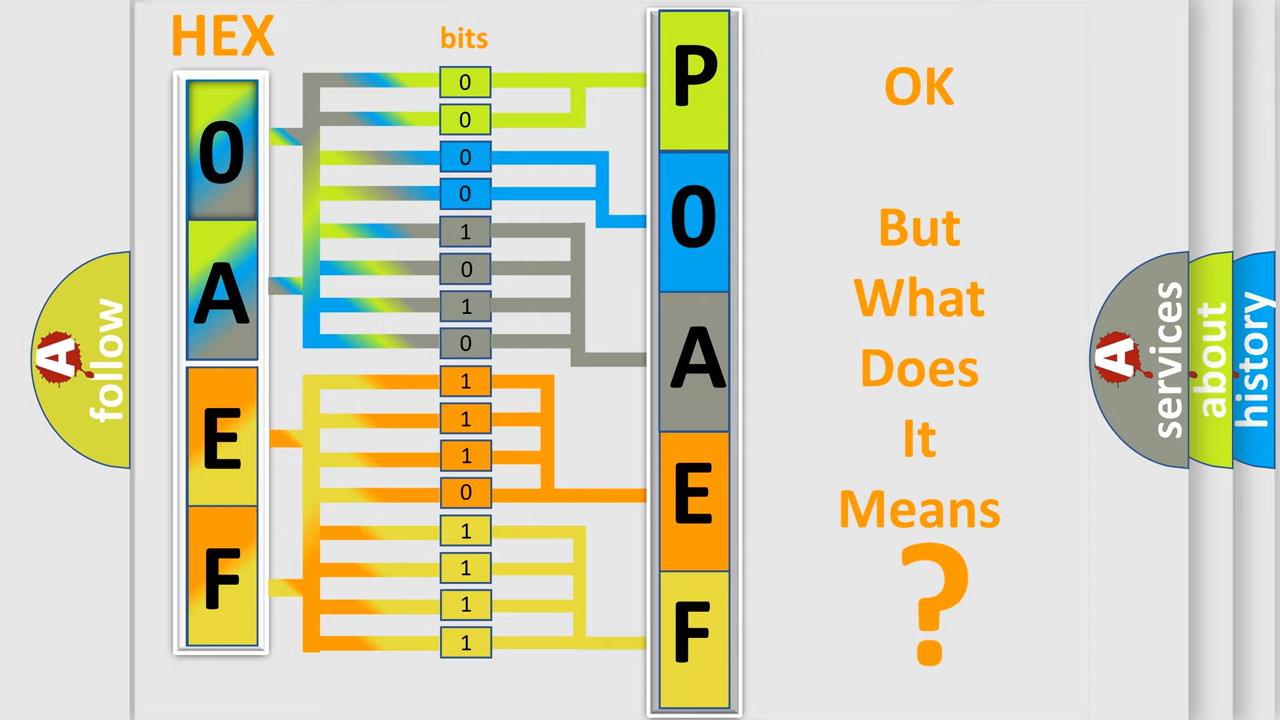 HEX
bits
0
A
E
F
0
0
0
0
1
0
1
0
1
1
1
0
1
1
1
1
P
0
A
E
F
OK
But
What
Does
It
Means
?
A
follow
A
services
about
history